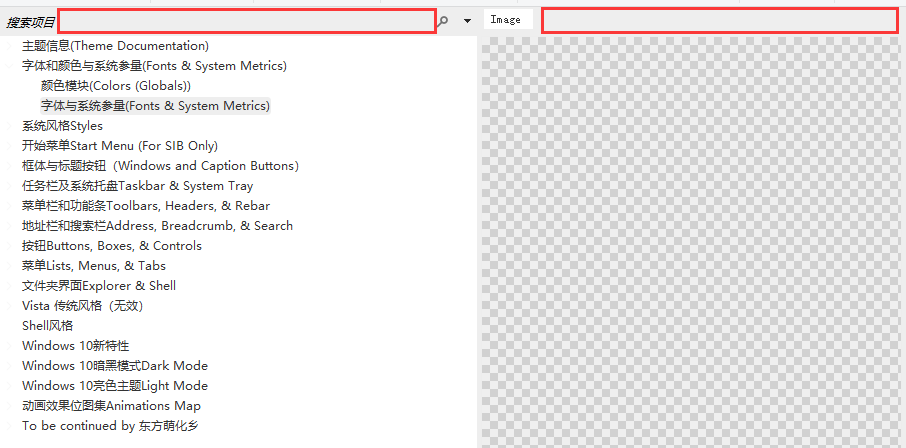 搜索项目
Image
主题信息(Theme Documentation)
字体和颜色与系统参量(Fonts & System Metrics)
颜色模块(Colors (Globals))
字体与系统参量(Fonts & System Metrics)
系统风格Styles
开始菜单Start Menu (For SIB Only)
框体与标题按钮（Windows and Caption Buttons）
任务栏及系统托盘Taskbar & System Tray
菜单栏和功能条Toolbars, Headers, & Rebar
地址栏和搜索栏Address, Breadcrumb, & Search
按钮Buttons, Boxes, & Controls
菜单Lists, Menus, & Tabs
文件夹界面Explorer & Shell
Vista 传统风格（无效）
Shell风格
Windows 10新特性
Windows 10暗黑模式Dark Mode
Windows 10亮色主题Light Mode
动画效果位图集Animations Map
To be continued by 东方萌化乡